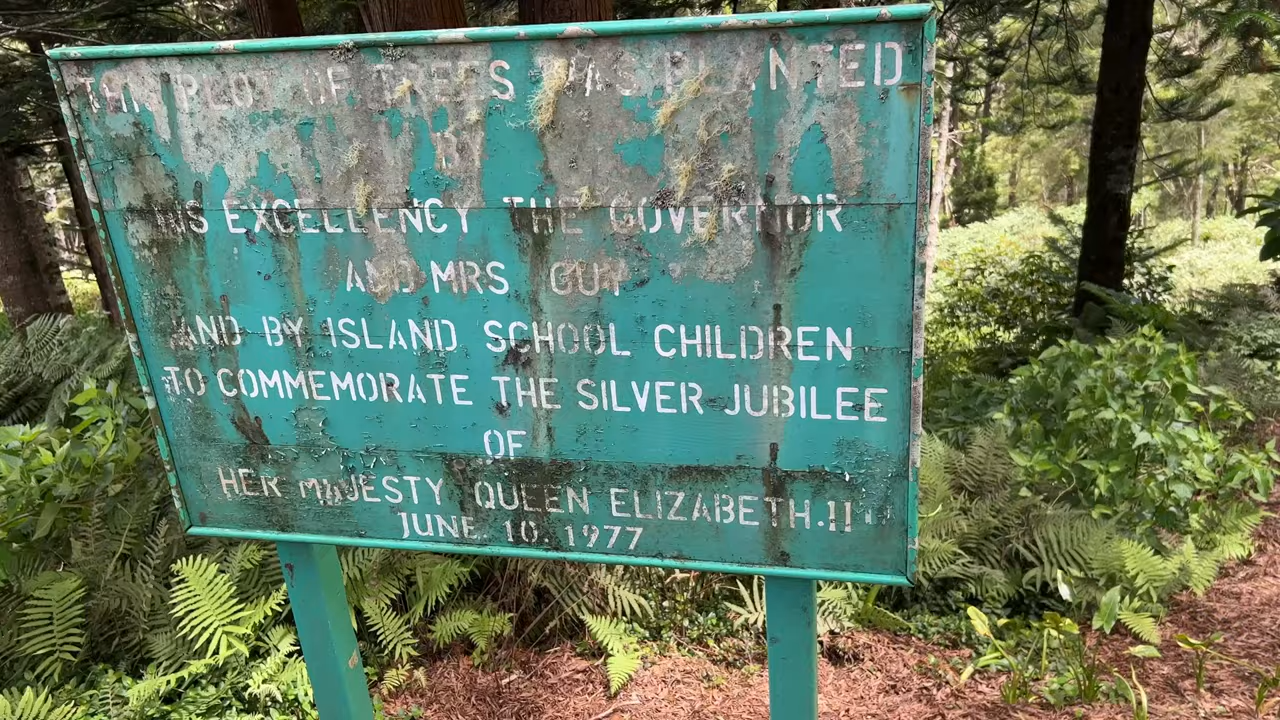 THIS PLOT OF TREES WAS PLANTED
BY
HIS EXCELLENCY THE GOVERNOR
AND MRS GUY
AND BY ISLAND SCHOOL CHILDREN
TO COMMEMORATE THE SILVER JUBILEE
OF
HER MAJESTY QUEEN ELIZABETH.II
JUNE 10 1977